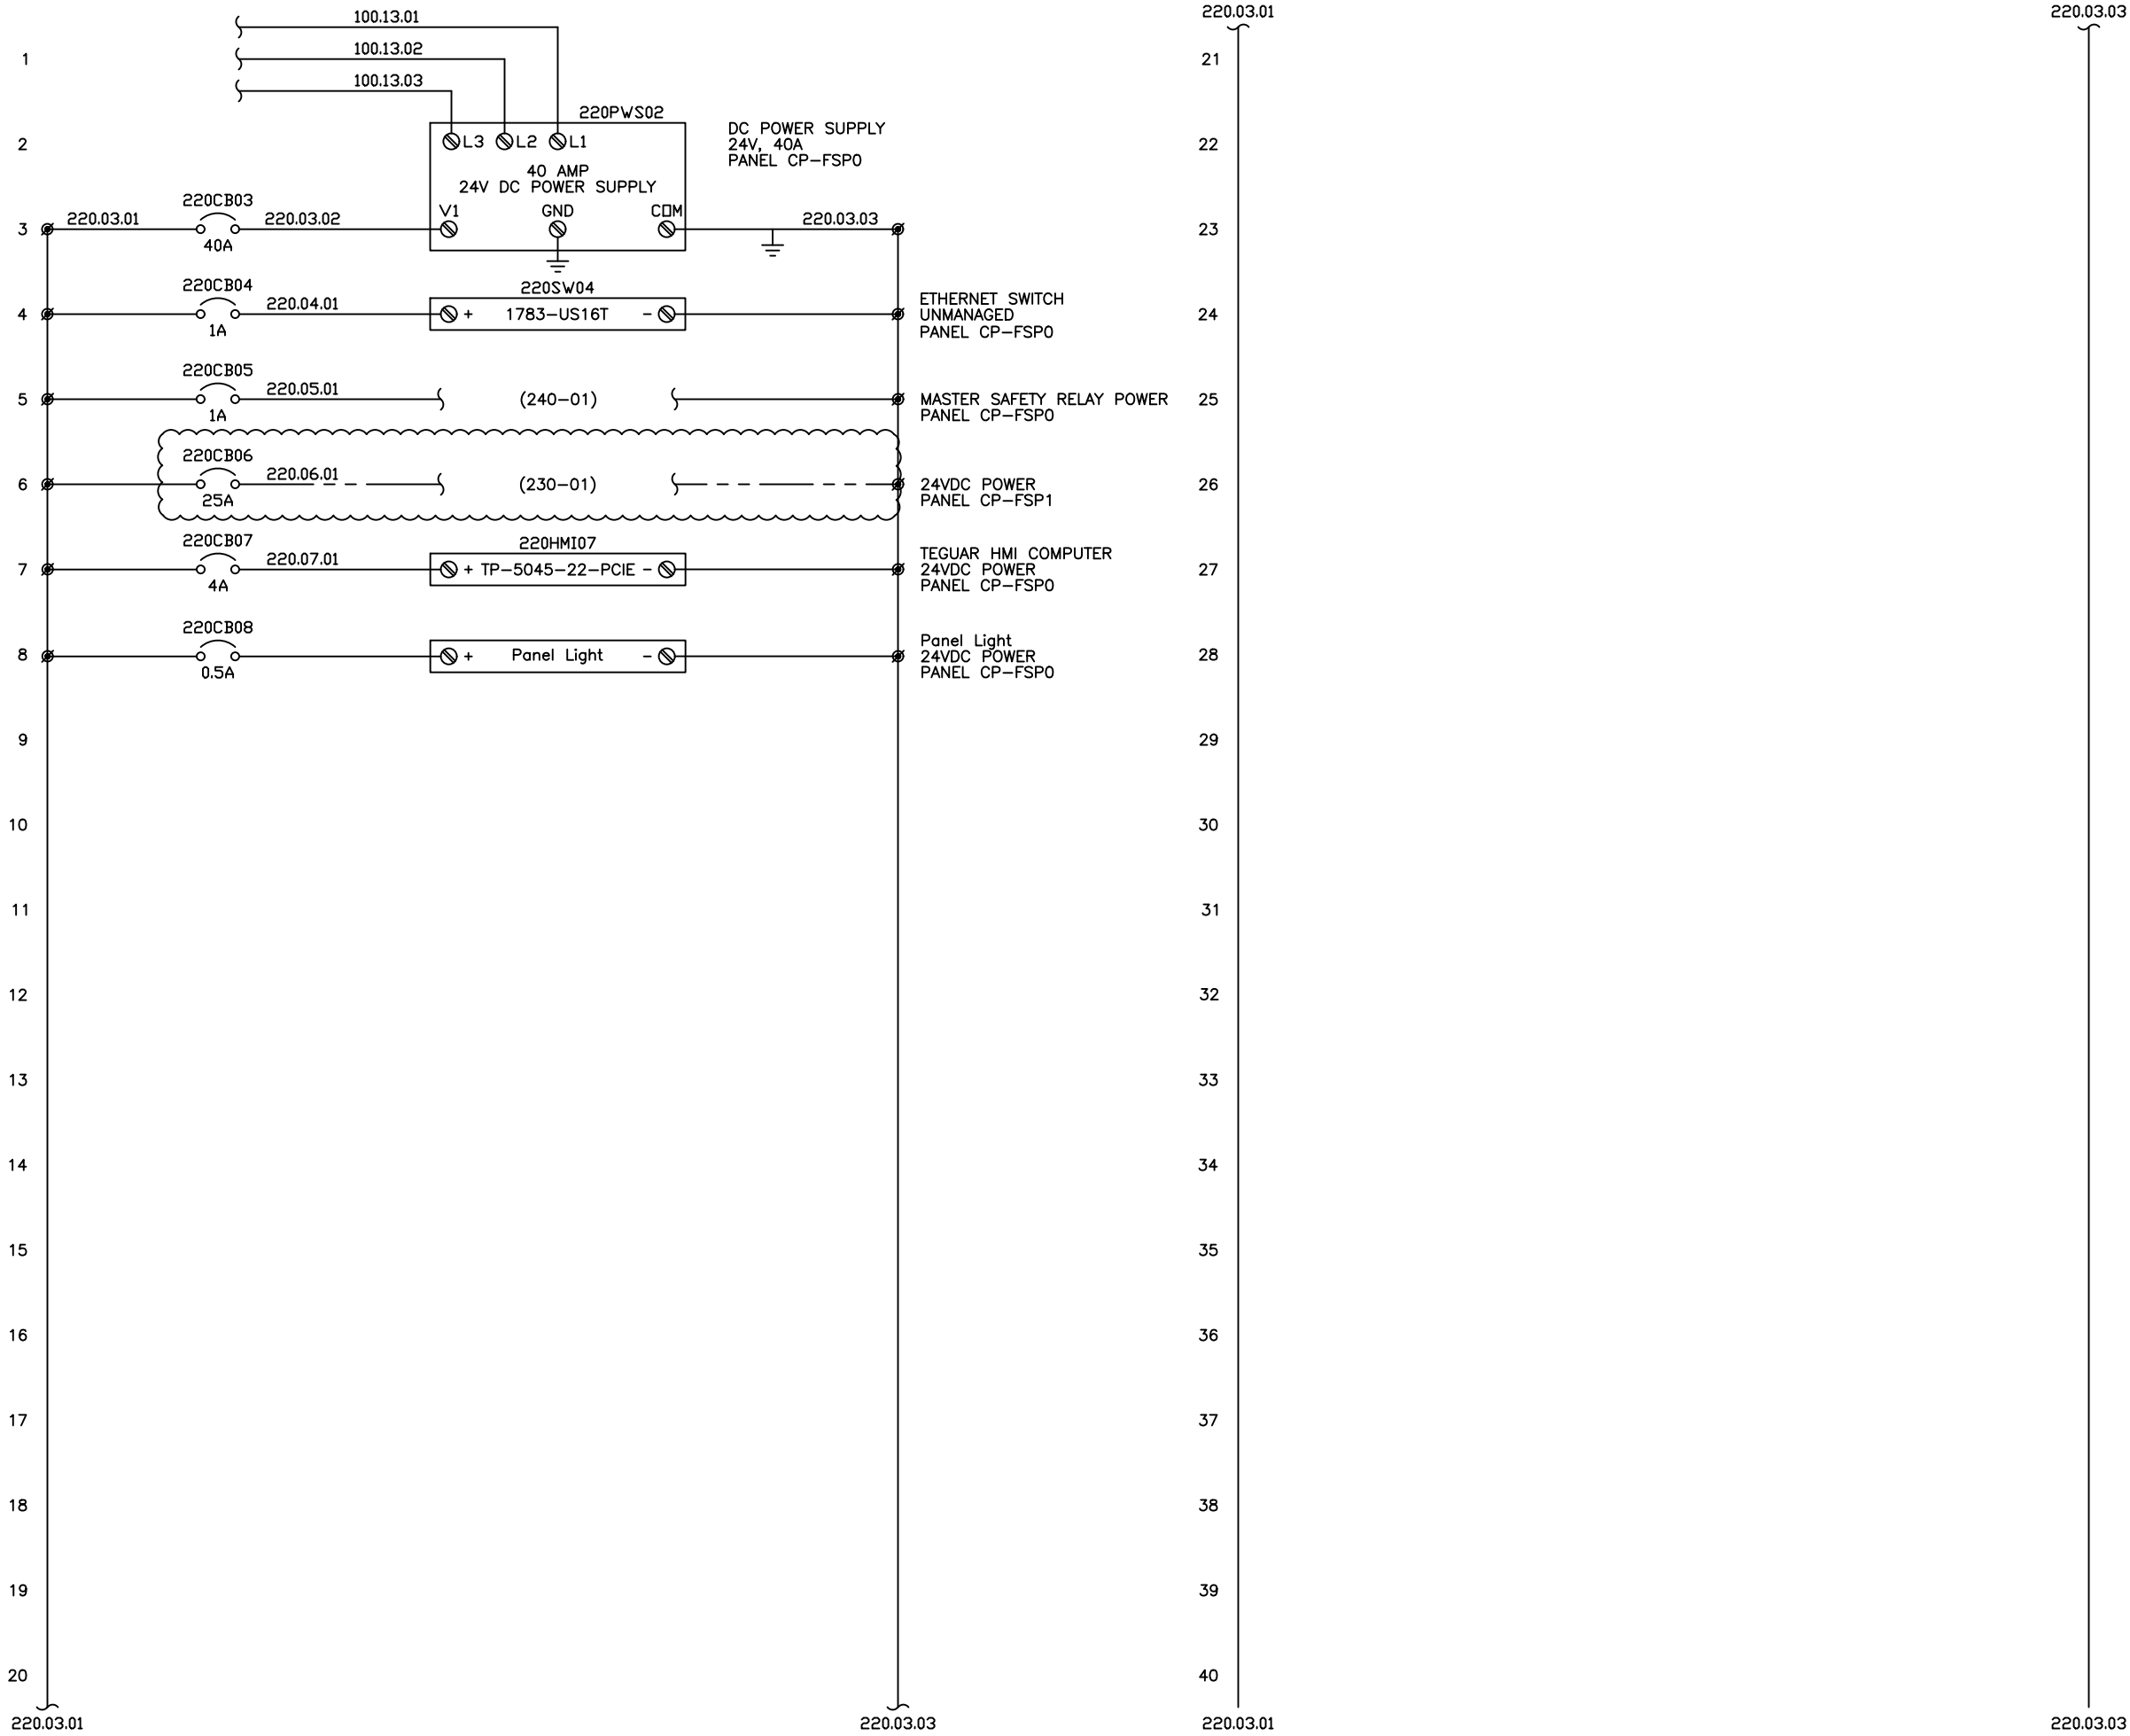 100.13.01
100.13.02
1
100.13.03
220PWS02
DC POWER SUPPLY
24V, 40A
PANEL CP-FSP0
2
L3 L2 L1
40 AMP
24V DC POWER SUPPLY
V1 GND COM
220CB03
3 220.03.01 220.03.02 220.03.03
40A
220CB04
220SW04
4 220.04.01 + 1783-US16T -
1A
ETHERNET SWITCH
UNMANAGED
PANEL CP-FSP0
220CB05
5 220.05.01 (240-01)
1A
MASTER SAFETY RELAY POWER
PANEL CP-FSP0
220CB06
6 220.06.01 (230-01)
25A
24VDC POWER
PANEL CP-FSP1
220CB07
220HMI07
7 220.07.01 + TP-5045-22-PCIE -
4A
TEGUAR HMI COMPUTER
24VDC POWER
PANEL CP-FSP0
220CB08
8 + Panel Light -
0.5A
Panel Light
24VDC POWER
PANEL CP-FSP0
9
10
11
12
13
14
15
16
17
18
19
20
220.03.01 220.03.03
220.03.01 220.03.03
21
22
23
24
25
26
27
28
29
30
31
32
33
34
35
36
37
38
39
40
220.03.01 220.03.03